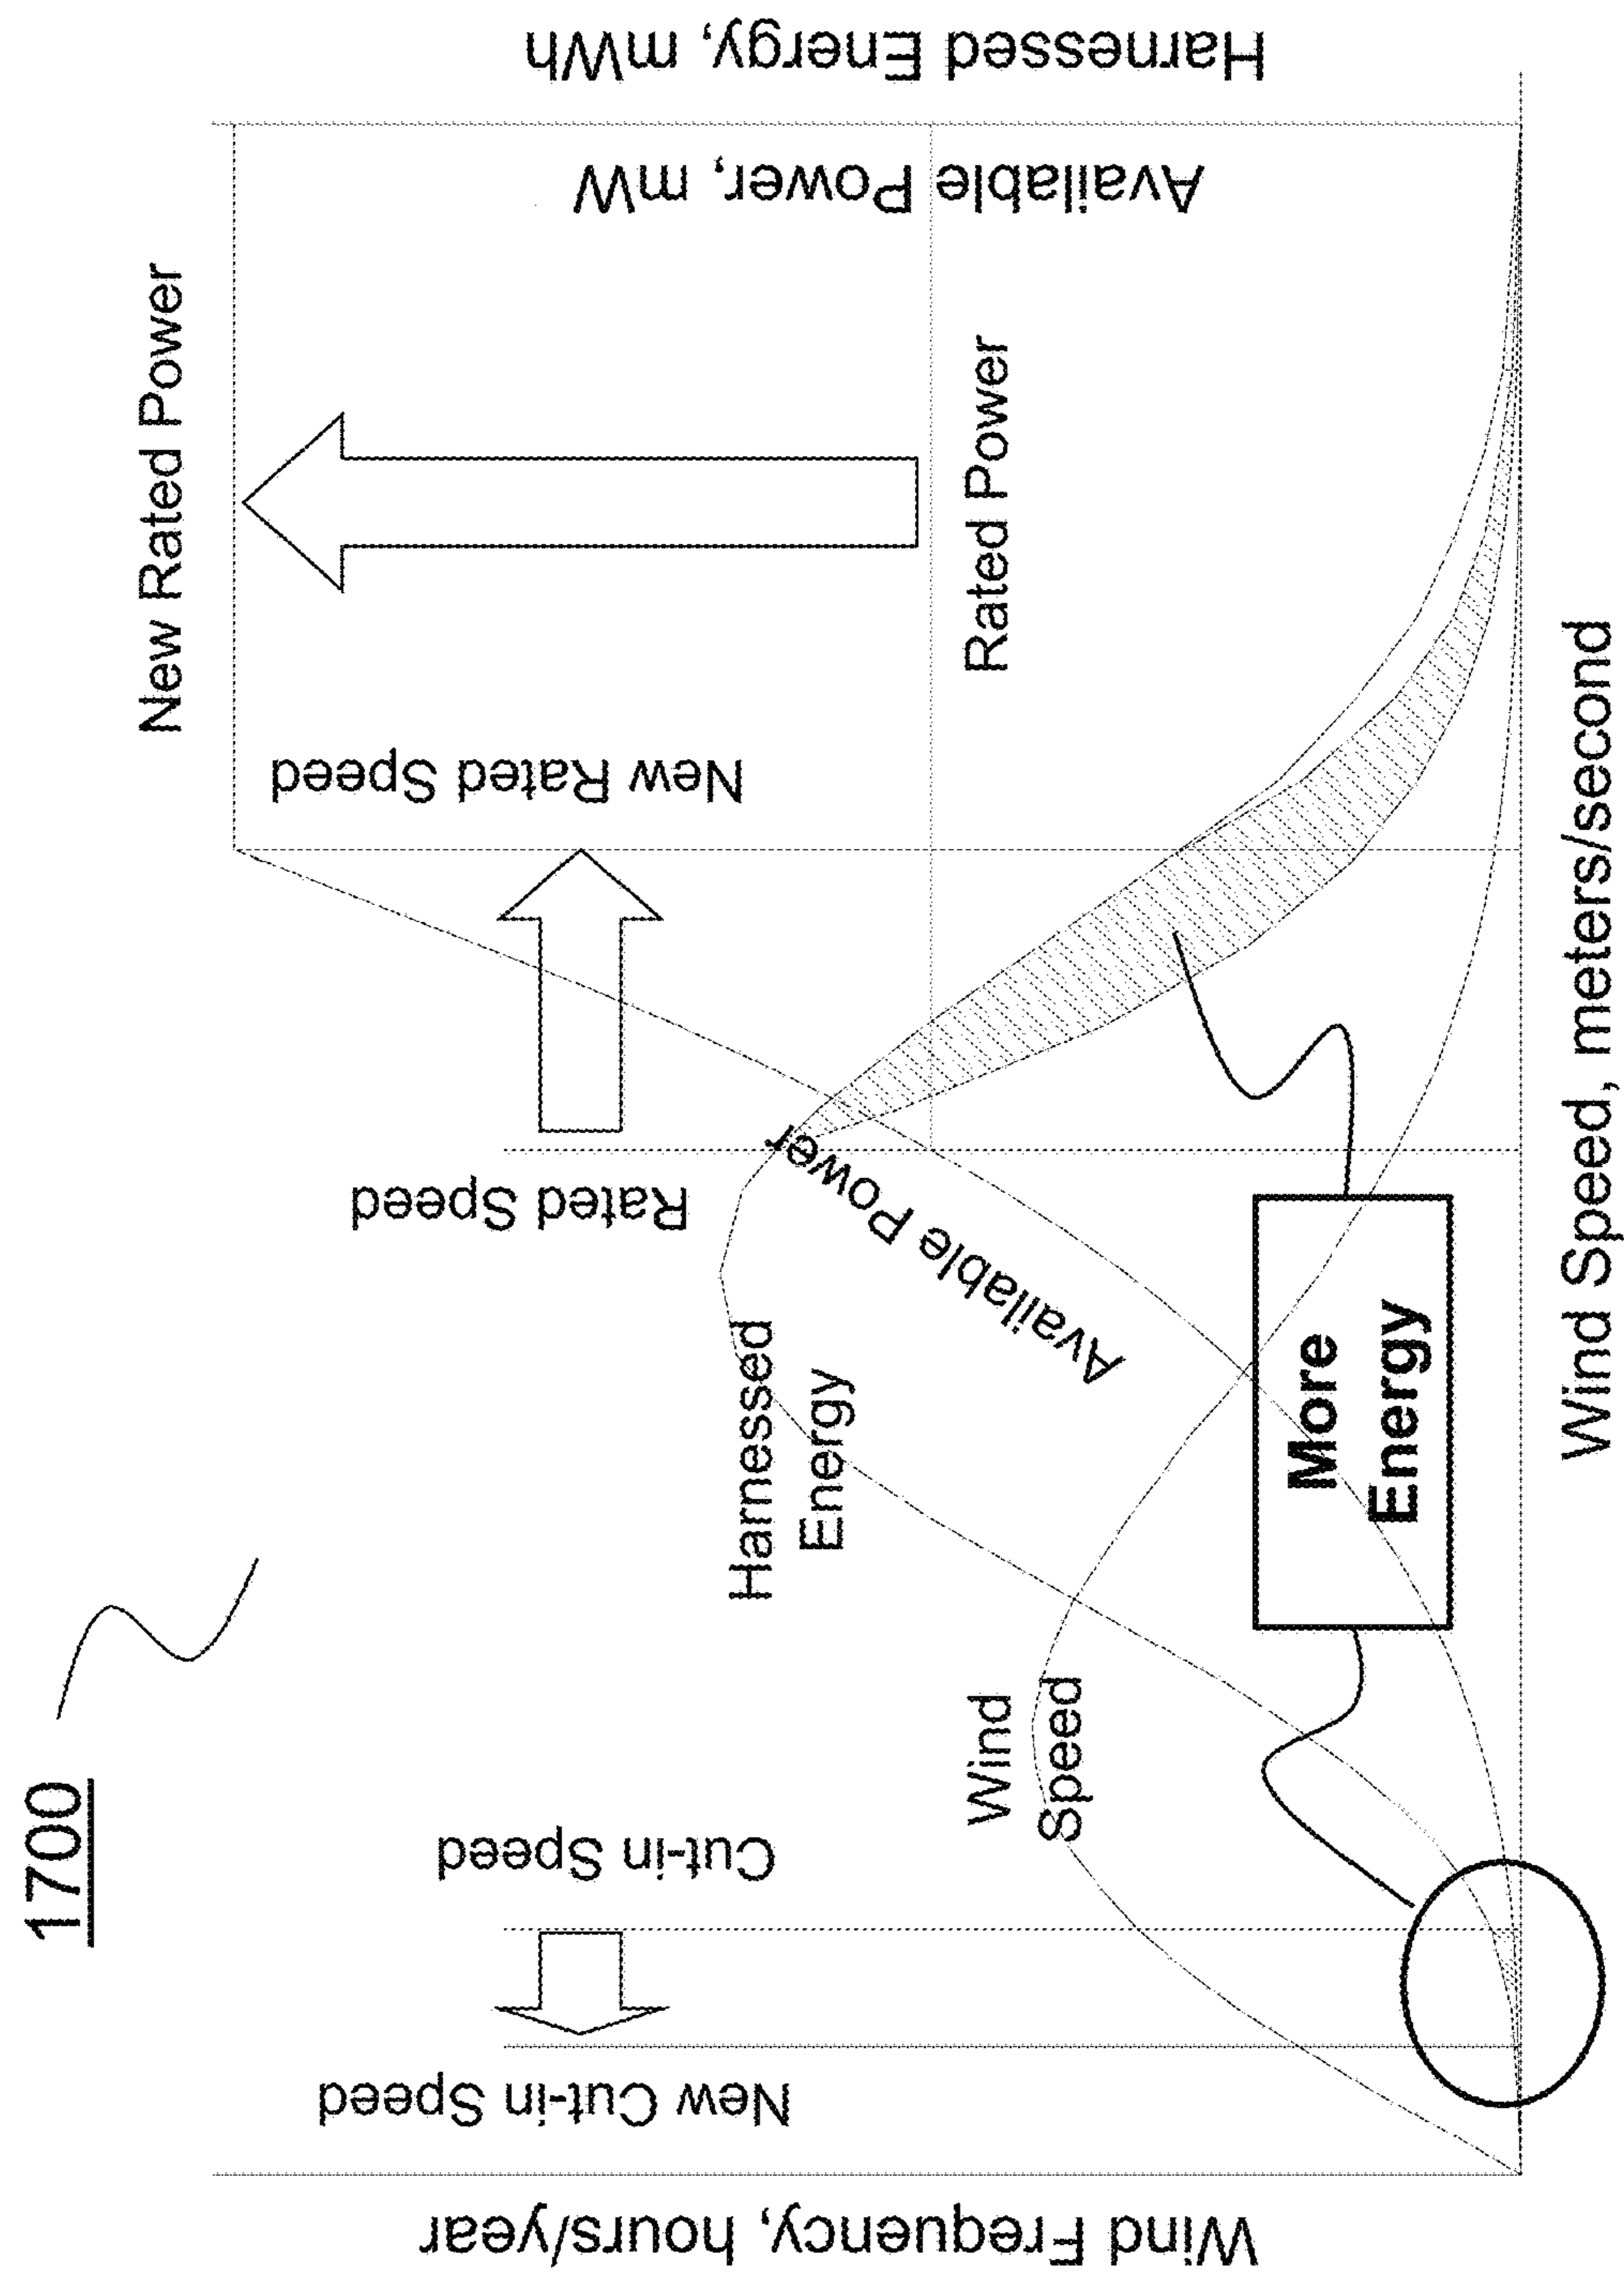 1700
New Rated Power
Harnessed Energy, mWh
Available Power, mW
New Rated Speed
Rated Power
Rated Speed
Available Power
Harnessed
Energy
Wind
Speed
Cut-in Speed
New Cut-in Speed
More
Energy
Wind Frequency, hours/year
Wind Speed, meters/second